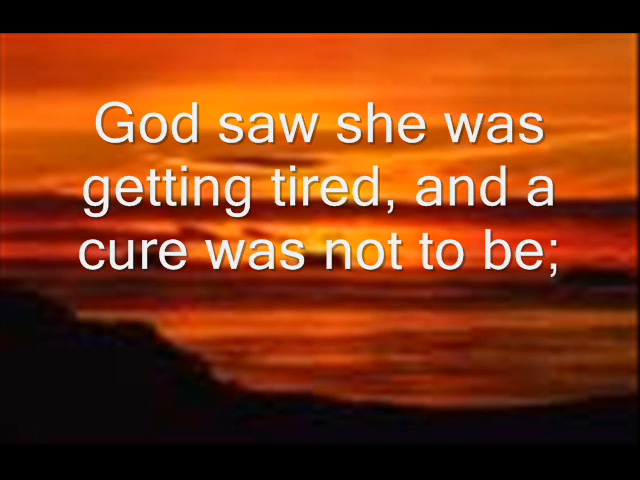 God saw she was
getting tired, and a
cure was not to be;